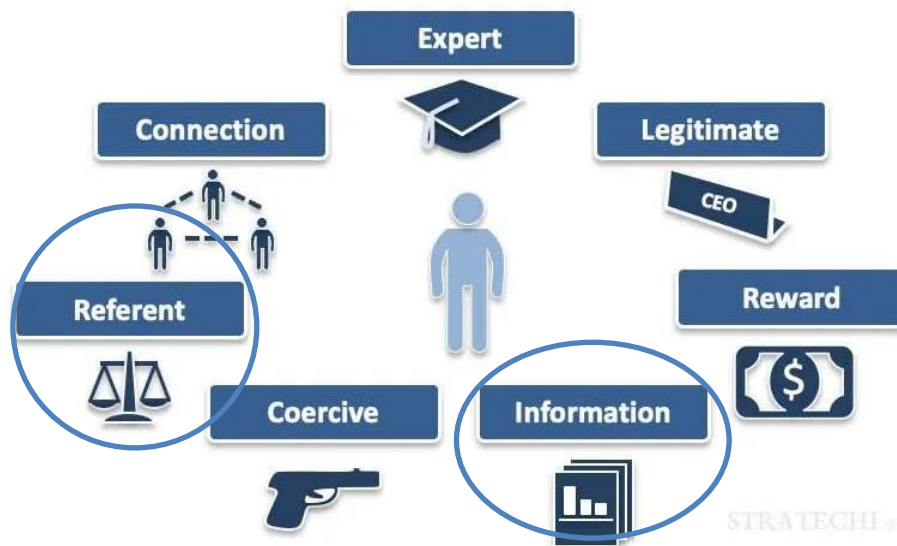 Expert
Connection
Legitimate
CEO
Referent
Reward
$
Coercive
Information
STRATECHI